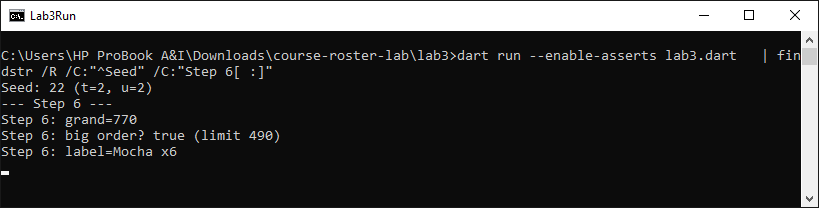 Lab3Run
C:\Users\HP ProBook A&I\Downloads\course-roster-lab\lab3>dart run --enable-asserts lab3.dart   | fin
dstr /R /C:"^Seed" /C:"Step 6[ :]"
Seed: 22 (t=2, u=2)
--- Step 6 ---
Step 6: grand=770
Step 6: big order? true (limit 490)
Step 6: label=Mocha x6